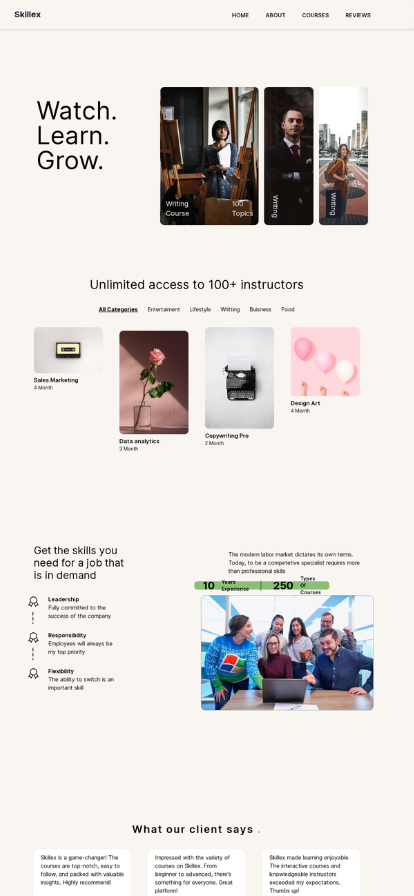 Skillex
HOME ABOUT COURSES REVIEWS
Watch.
Learn.
Grow.
Writing
Course
100
Topics
Writing
Writing
Unlimited access to 100+ instructors
All Categories Entertaiment Lifestyle Writting Buisness Food
Sales Marketing
4 Month
Data analytics
2 Month
Copywriting Pro
2 Month
Design Art
4 Month
Get the skills you
need for a job that
is in demand
Leadership
Fully committed to the
success of the company
Responsibility
Employees will always be
my top priority
Flexibility
The ability to switch is an
important skill
The modern labor market dictates its own terms.
Today, to be a competetive specialist requires more
than professional skills
10 Years
Experience
250 Types
of
Courses
What our client says .
Skillex is a game-changer! The
courses are top-notch, easy to
follow, and packed with valuable
insights. Highly recommend!
Impressed with the variety of
courses on Skillex. From
beginner to advanced, there's
something for everyone. Great
platform!
Skillex made learning enjoyable.
The interactive courses and
knowledgeable instructors
exceeded my expectations.
Thumbs up!